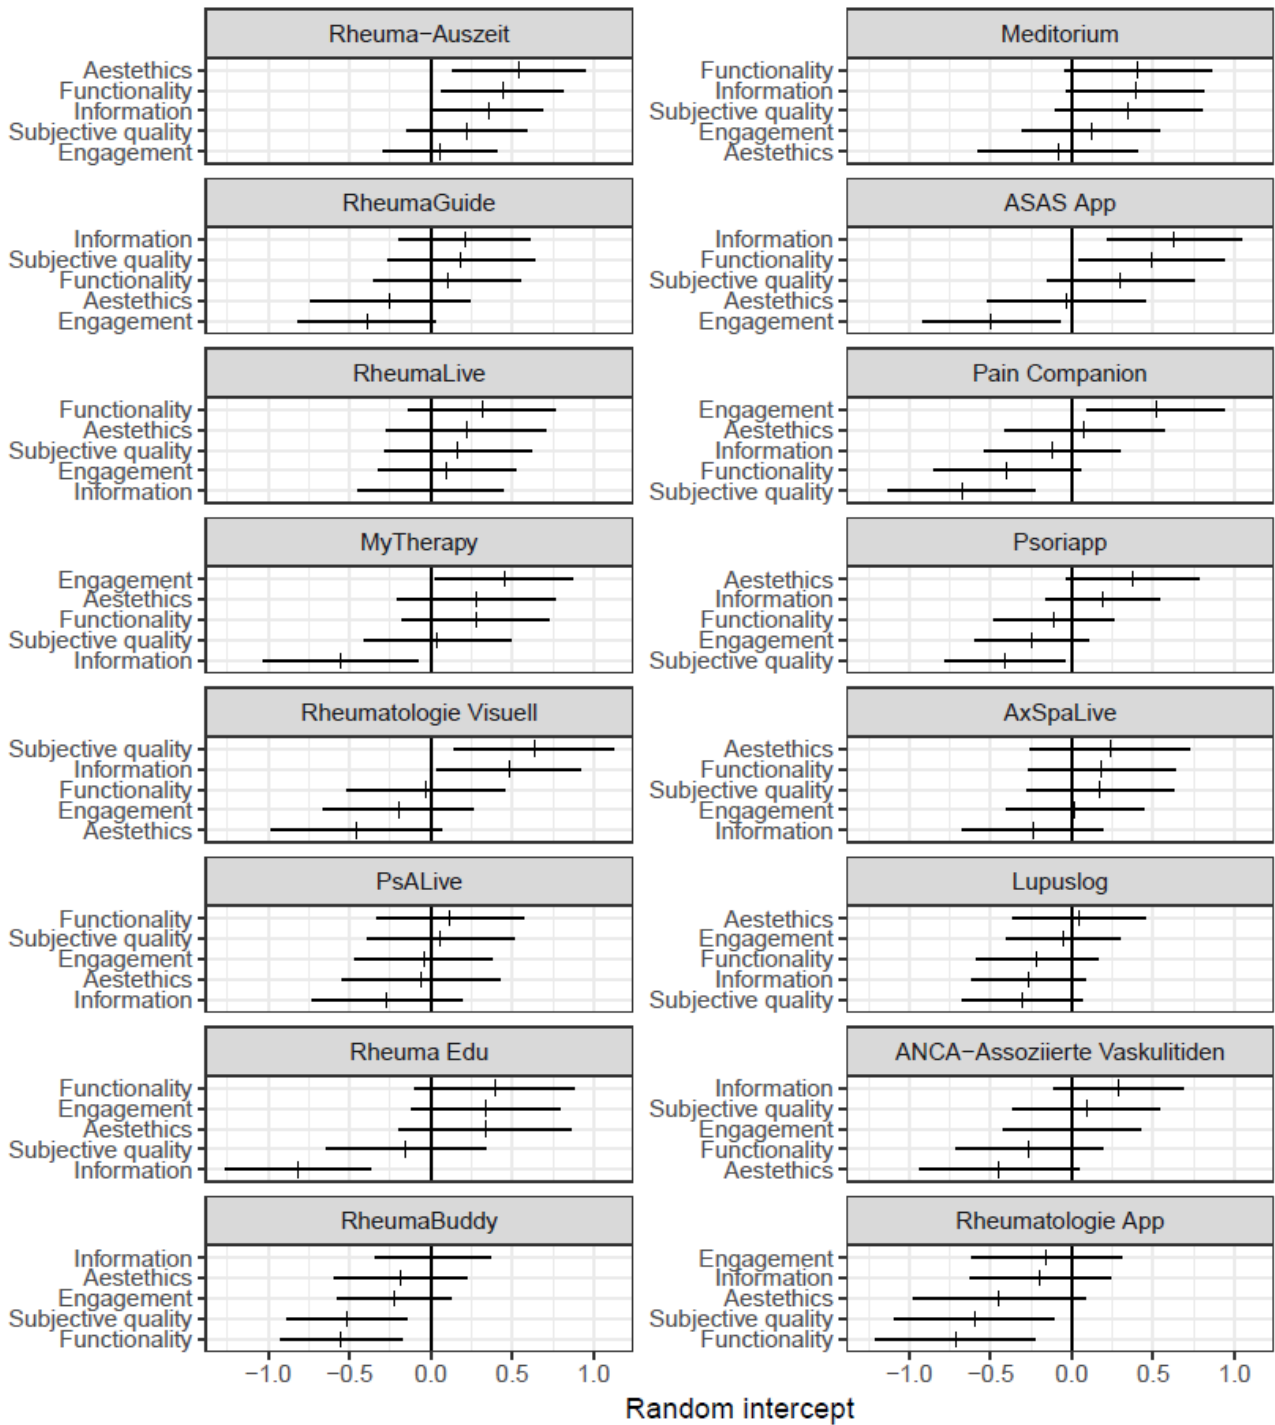 Rheuma−Auszeit
Aestethics
Functionality
Information
Subjective quality
Engagement
Meditorium
Functionality
Information
Subjective quality
Engagement
Aestethics
RheumaGuide
Information
Subjective quality
Functionality
Aestethics
Engagement
ASAS App
Information
Functionality
Subjective quality
Aestethics
Engagement
RheumaLive
Functionality
Aestethics
Subjective quality
Engagement
Information
Pain Companion
Engagement
Aestethics
Information
Functionality
Subjective quality
MyTherapy
Engagement
Aestethics
Functionality
Subjective quality
Information
Psoriapp
Aestethics
Information
Functionality
Engagement
Subjective quality
Rheumatologie Visuell
Subjective quality
Information
Functionality
Engagement
Aestethics
AxSpaLive
Aestethics
Functionality
Subjective quality
Engagement
Information
PsALive
Functionality
Subjective quality
Engagement
Aestethics
Information
Lupuslog
Aestethics
Engagement
Functionality
Information
Subjective quality
Rheuma Edu
Functionality
Engagement
Aestethics
Subjective quality
Information
ANCA−Assoziierte Vaskulitiden
Information
Subjective quality
Engagement
Functionality
Aestethics
RheumaBuddy
Information
Aestethics
Engagement
Subjective quality
Functionality
Rheumatologie App
Engagement
Information
Aestethics
Subjective quality
Functionality
−1.0 −0.5 0.0 0.5 1.0
−1.0 −0.5 0.0 0.5 1.0
Random intercept